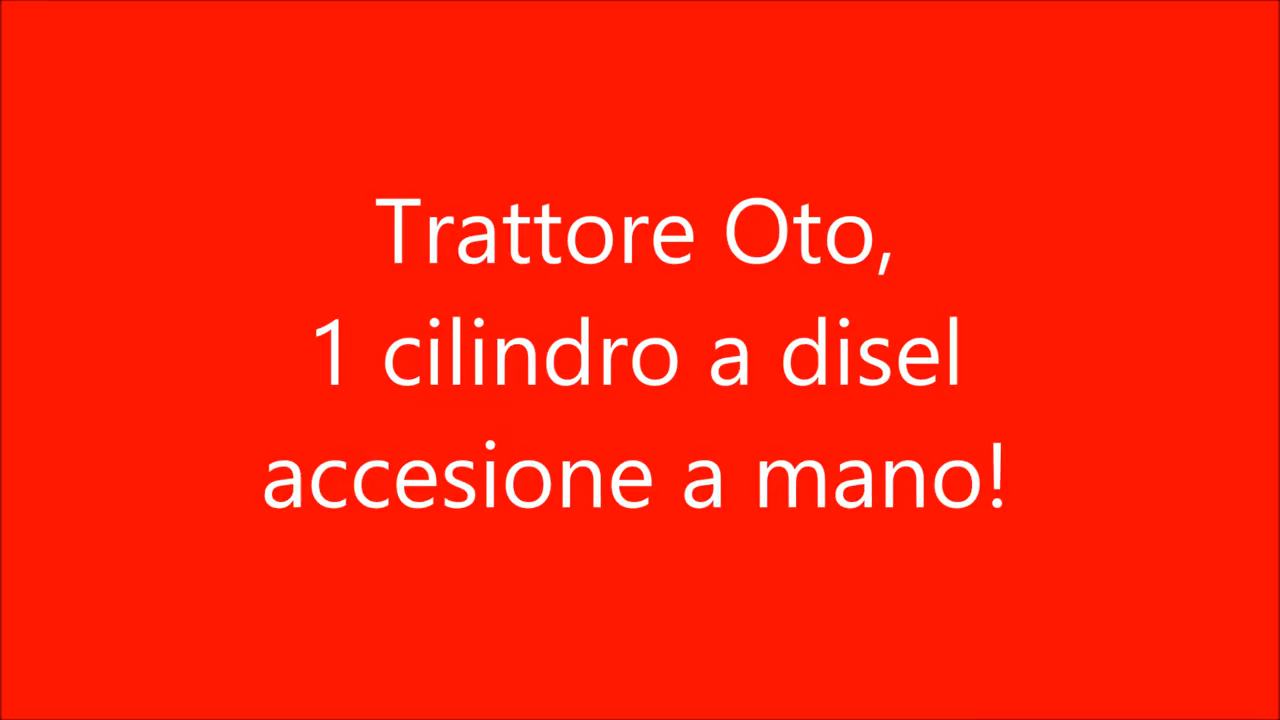 Trattore Oto,
1 cilindro a disel
accesione a mano!